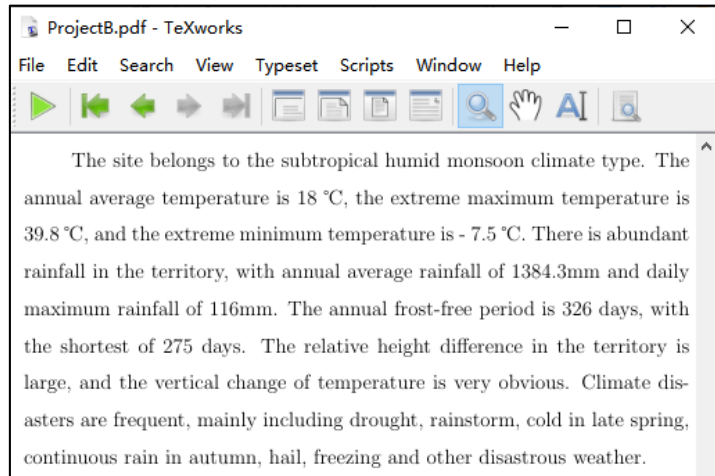 ProjectB.pdf - TeXworks
File Edit Search View Typeset Scripts Window Help
The site belongs to the subtropical humid monsoon climate type. The
annual average temperature is 18 ℃, the extreme maximum temperature is
39.8 ℃, and the extreme minimum temperature is - 7.5 ℃. There is abundant
rainfall in the territory, with annual average rainfall of 1384.3mm and daily
maximum rainfall of 116mm. The annual frost-free period is 326 days, with
the shortest of 275 days. The relative height difference in the territory is
large, and the vertical change of temperature is very obvious. Climate dis-
asters are frequent, mainly including drought, rainstorm, cold in late spring,
continuous rain in autumn, hail, freezing and other disastrous weather.